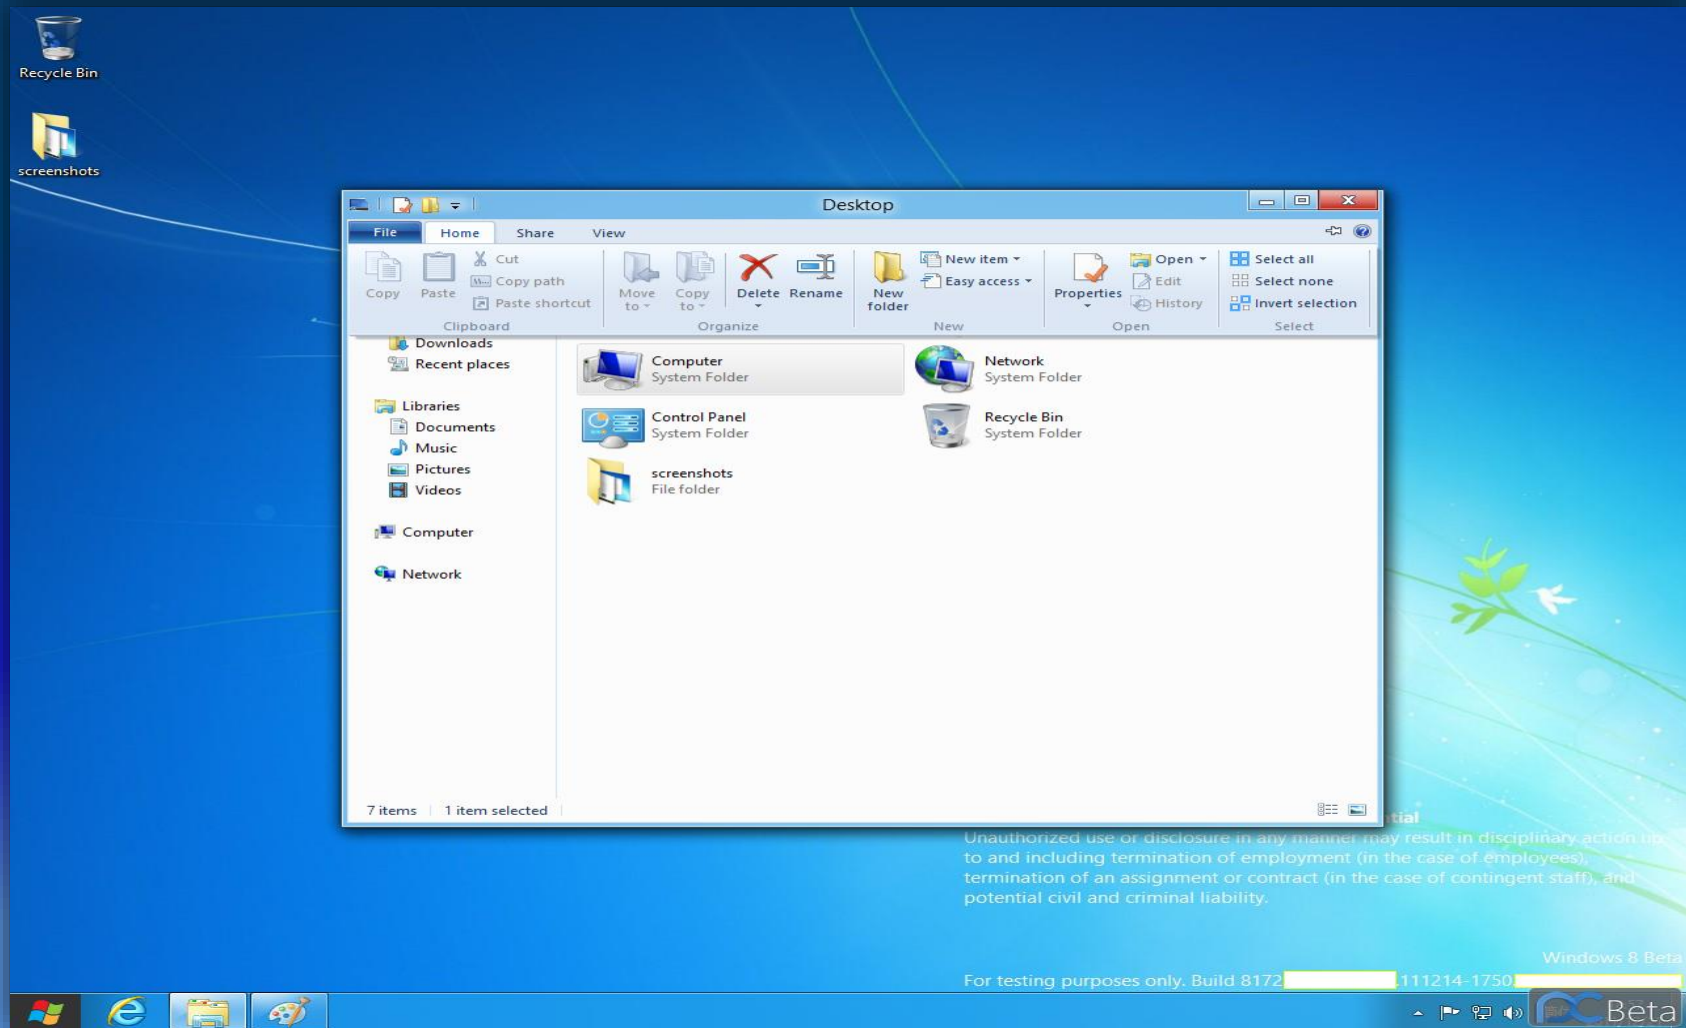 Recycle Bin
screenshots
Desktop
File Home Share View
Copy
Paste
Cut
Copy path
Paste shortcut
Clipboard
Move to
Copy to
Delete
Rename
Organize
New folder
New item
Easy access
New
Properties
Open
Edit
History
Open
Select all
Select none
Invert selection
Select
Downloads
Recent places
Libraries
Documents
Music
Pictures
Videos
Computer
Network
Computer
System Folder
Network
System Folder
Control Panel
System Folder
Recycle Bin
System Folder
screenshots
File folder
7 items 1 item selected
Unauthorized use or disclosure in any manner may result in disciplinary action up
to and including termination of employment (in the case of employees),
termination of an assignment or contract (in the case of contingent staff), and
potential civil and criminal liability.
Windows 8 Beta
For testing purposes only. Build 8172 .111214-1750
PCBeta